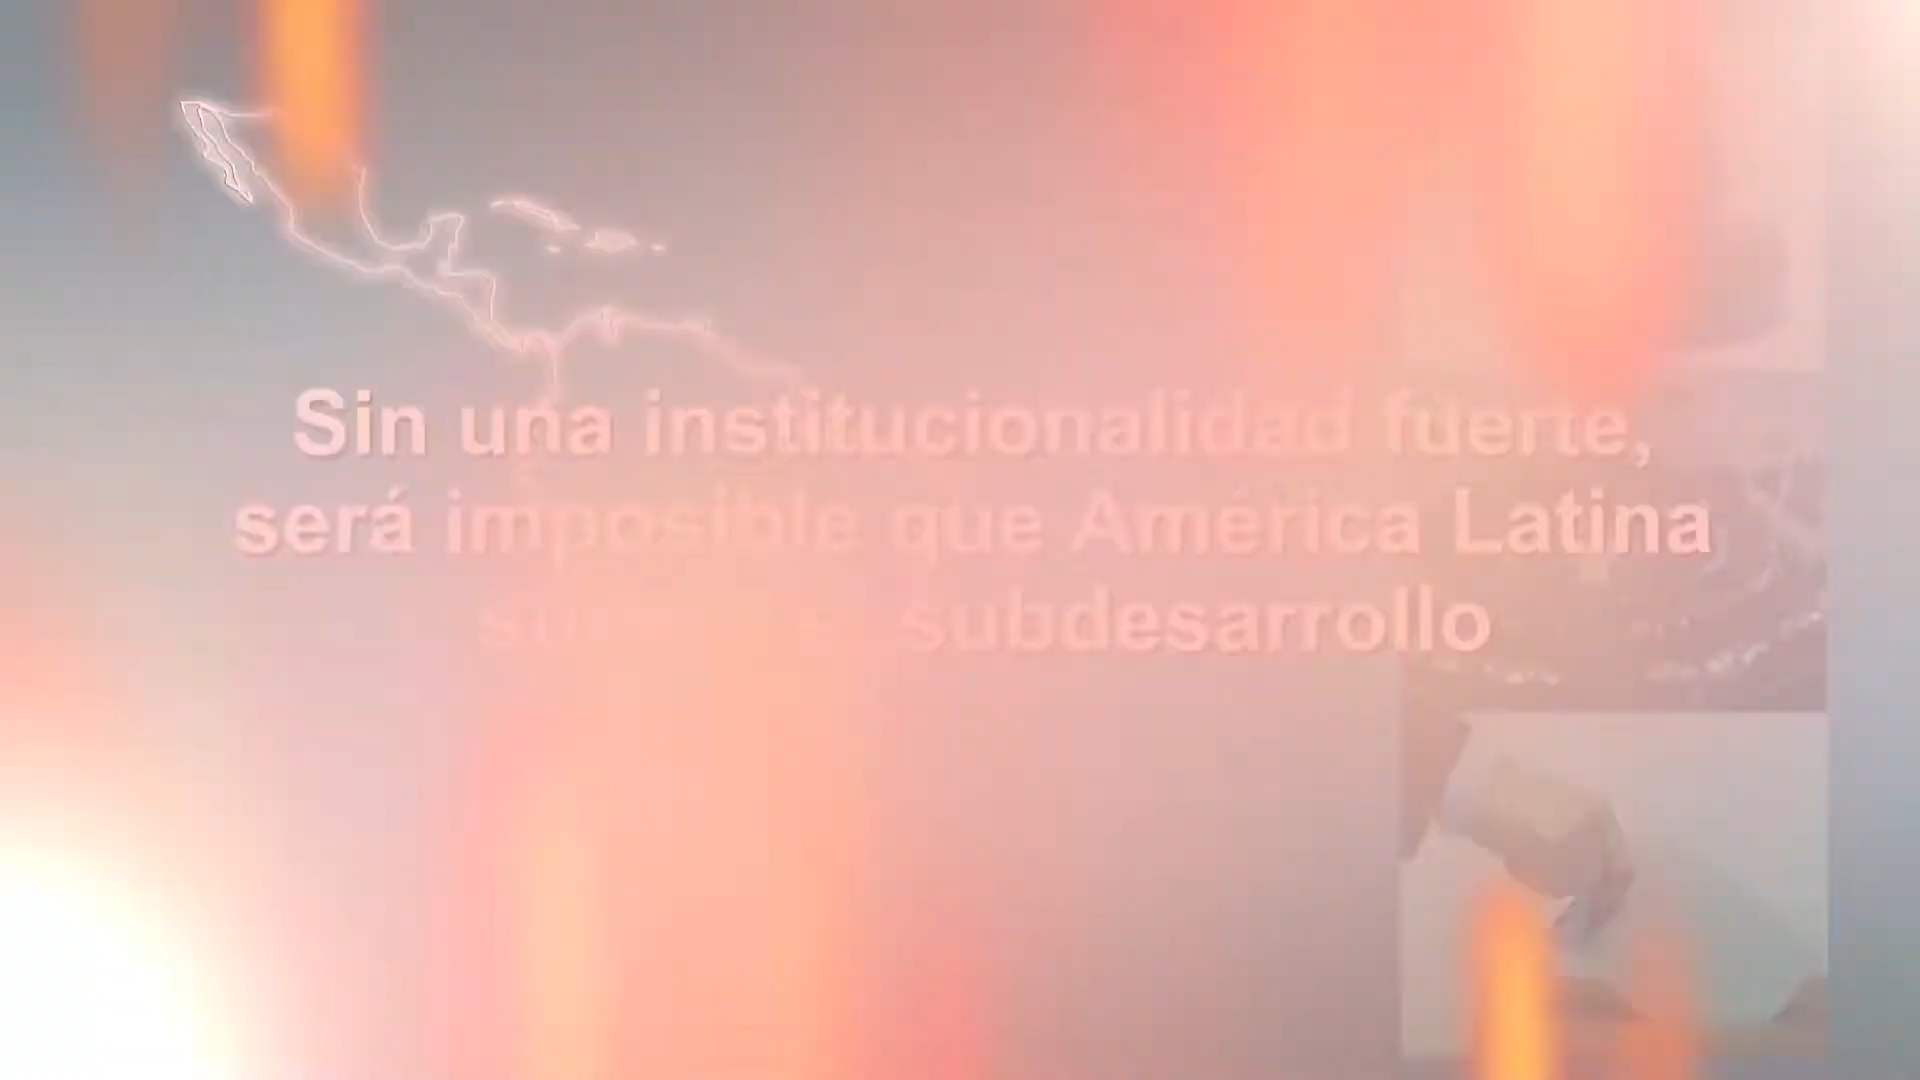 Sin una institucionalidad fuerte,
será imposible que América Latina
subdesarrollo